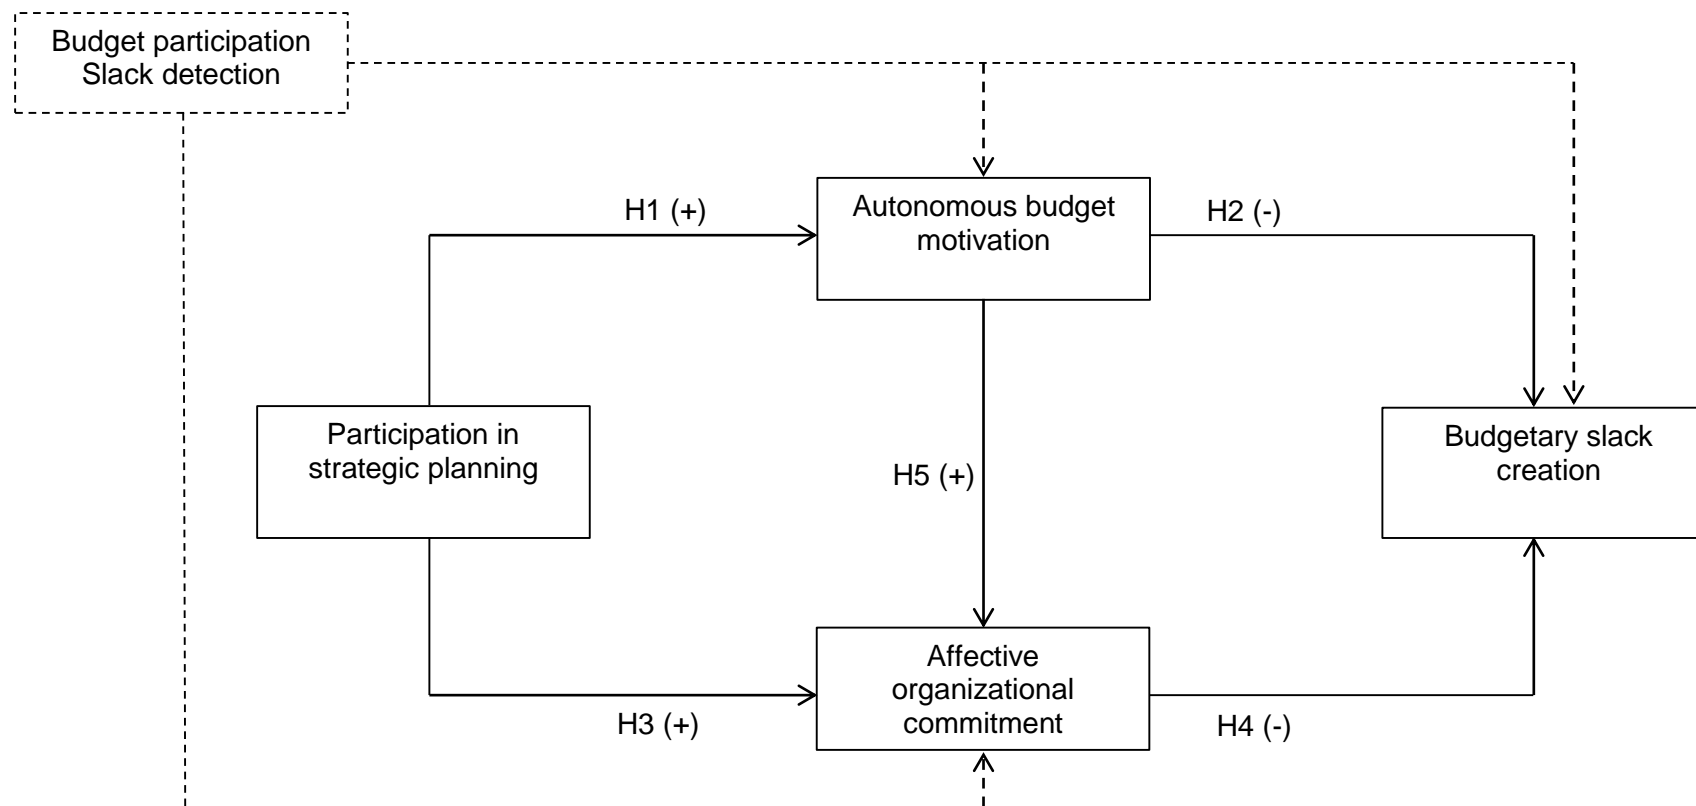 Budget participation
Slack detection
H1 (+)
Autonomous budget
motivation
H2 (-)
Participation in
strategic planning
H5 (+)
Budgetary slack
creation
H3 (+)
Affective
organizational
commitment
H4 (-)